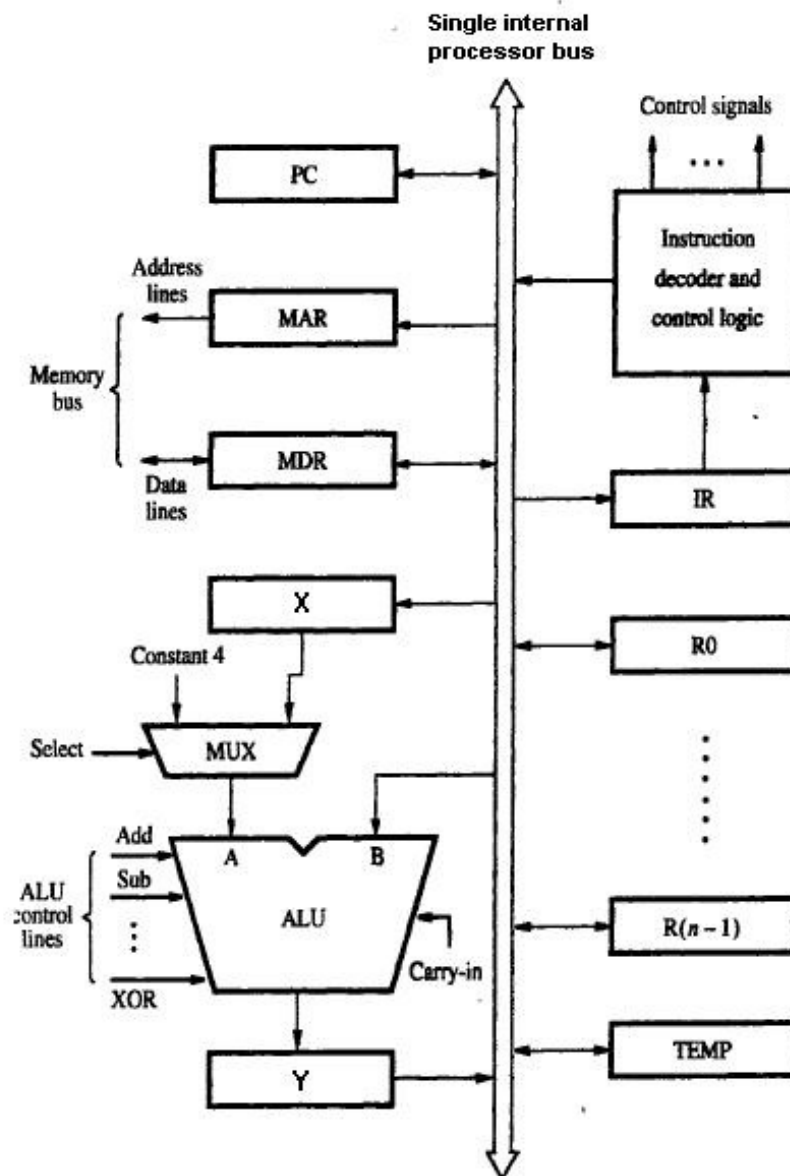 Single internal
processor bus
Control signals
...
PC
Instruction
decoder and
control logic
Address
lines
MAR
Memory
bus
MDR
Data
lines
IR
X
Constant 4
R0
Select
MUX
Add
A
B
ALU
control
lines
Sub
ALU
R(n − 1)
Carry-in
XOR
TEMP
Y